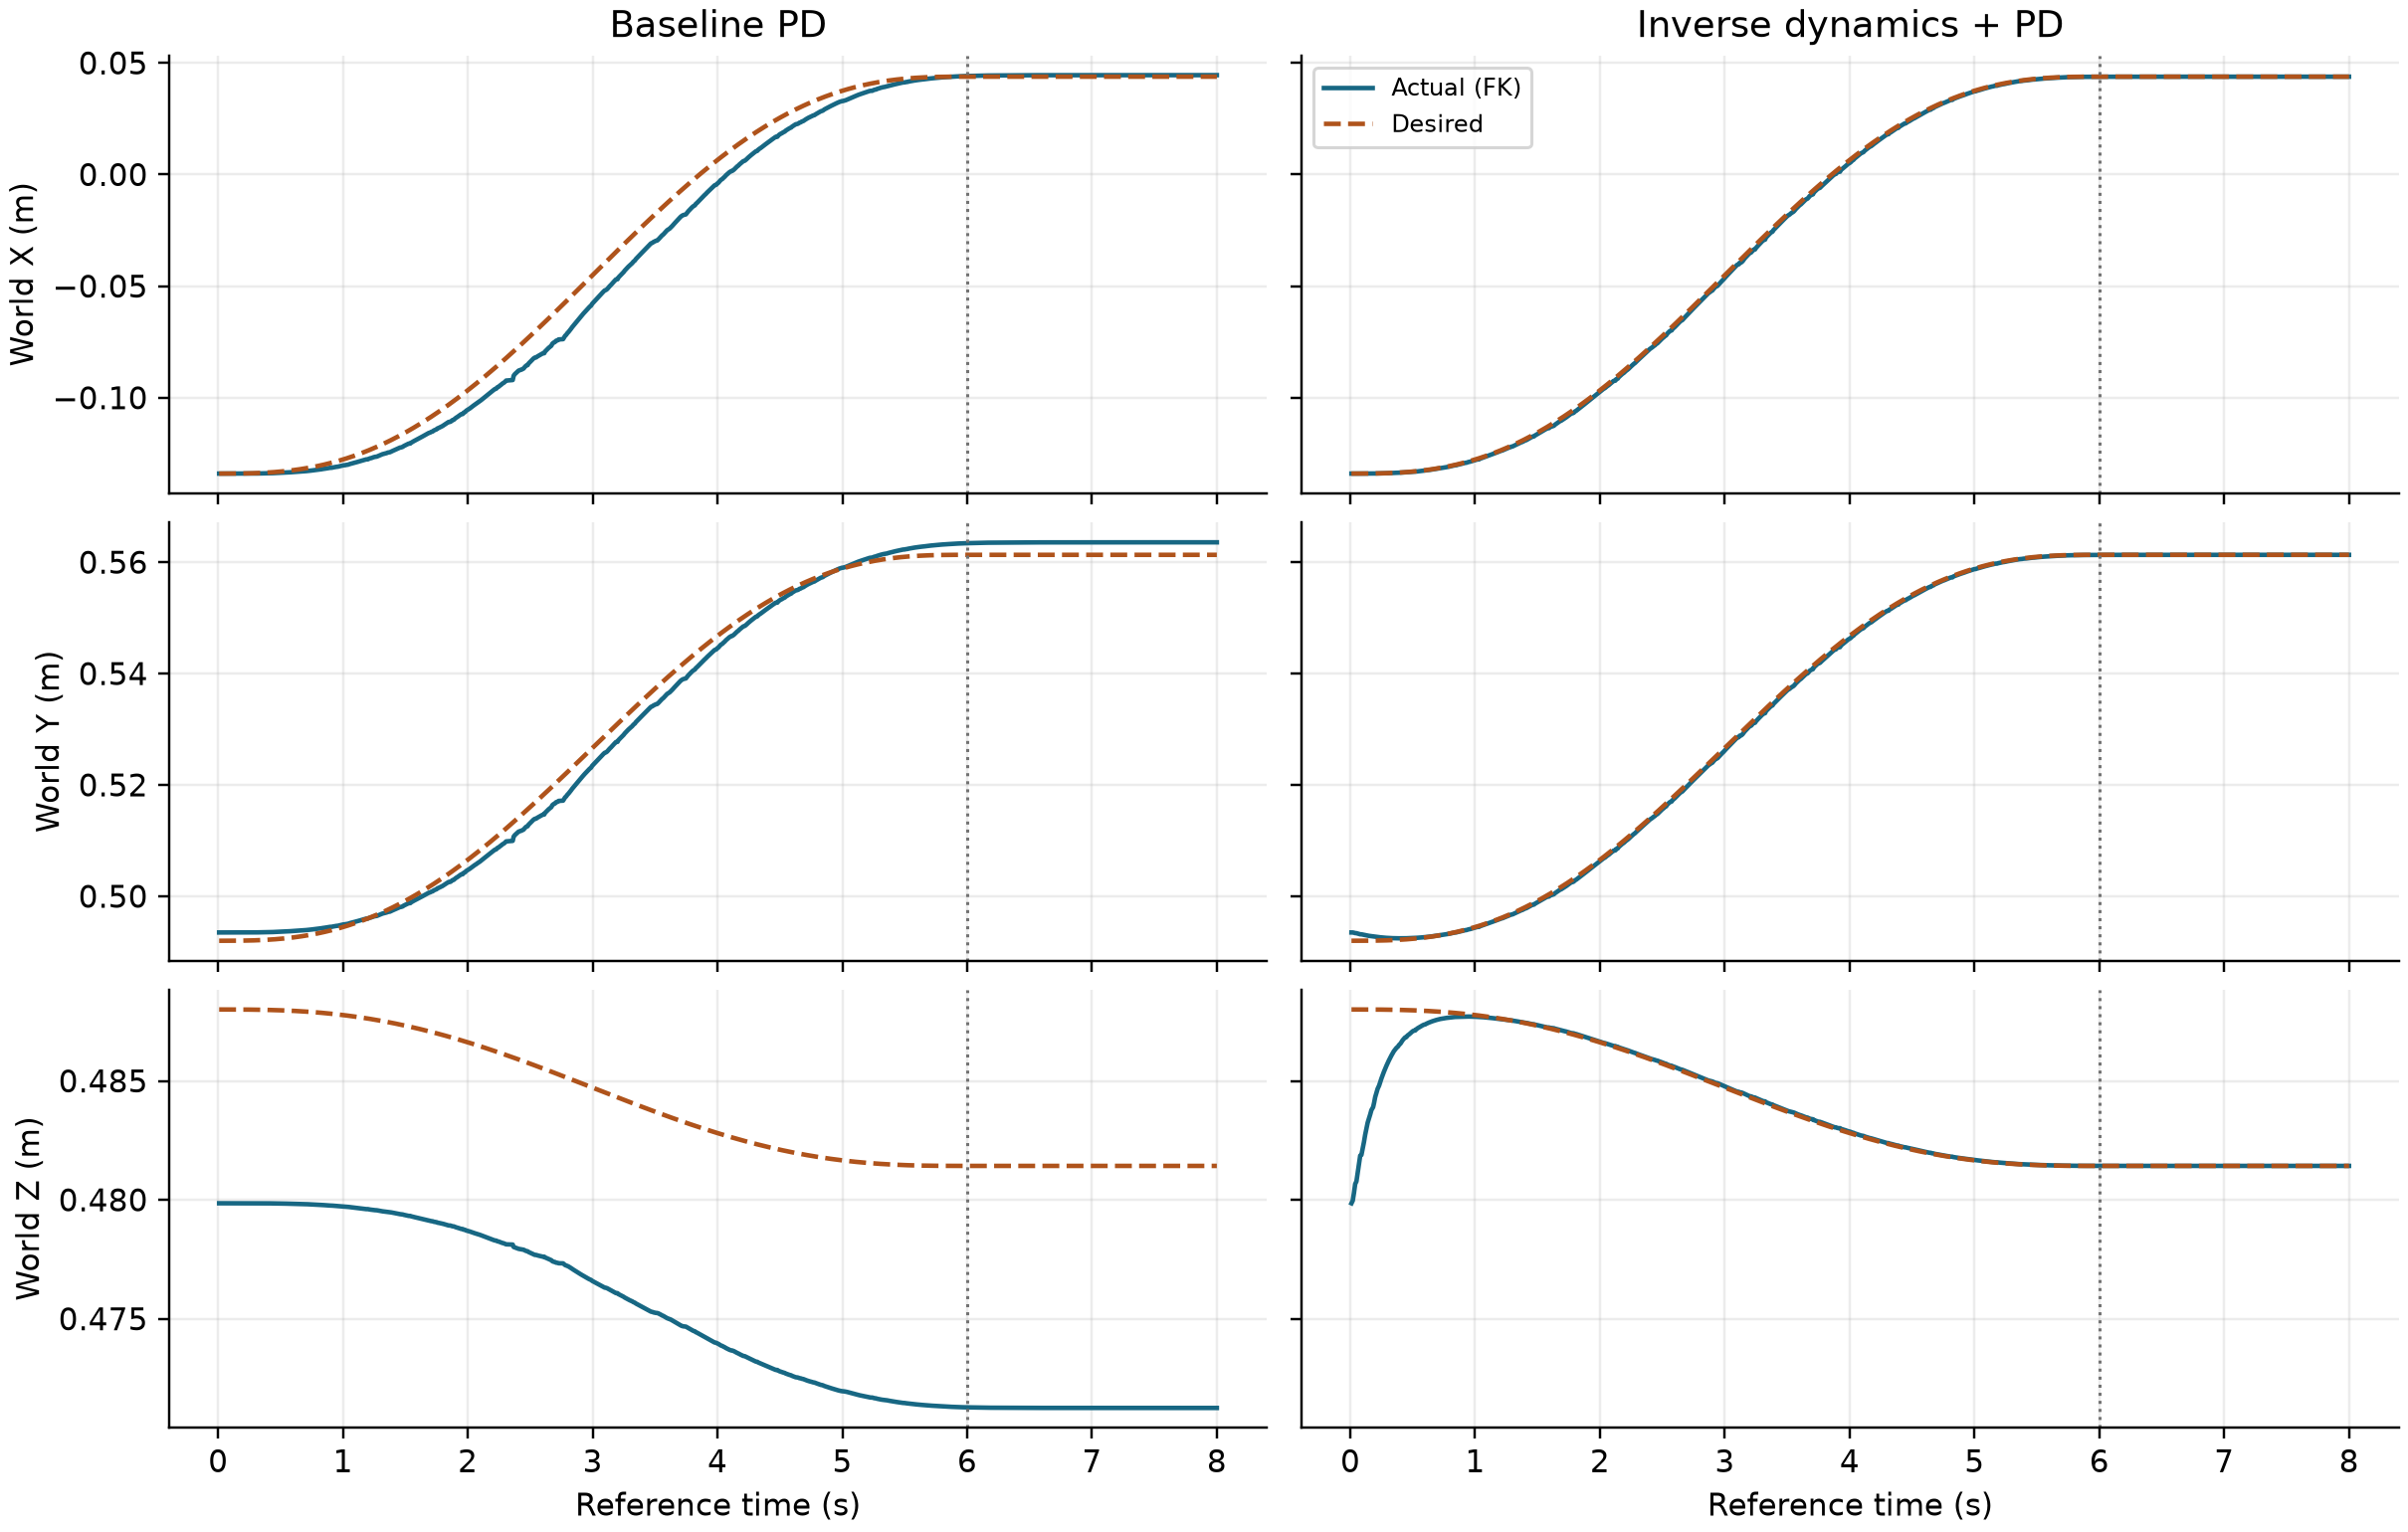 Baseline PD
Inverse dynamics + PD
World X (m)
0.05
0.00
−0.05
−0.10
Actual (FK)
Desired
World Y (m)
0.56
0.54
0.52
0.50
World Z (m)
0.485
0.480
0.475
0 1 2 3 4 5 6 7 8
0 1 2 3 4 5 6 7 8
Reference time (s)
Reference time (s)